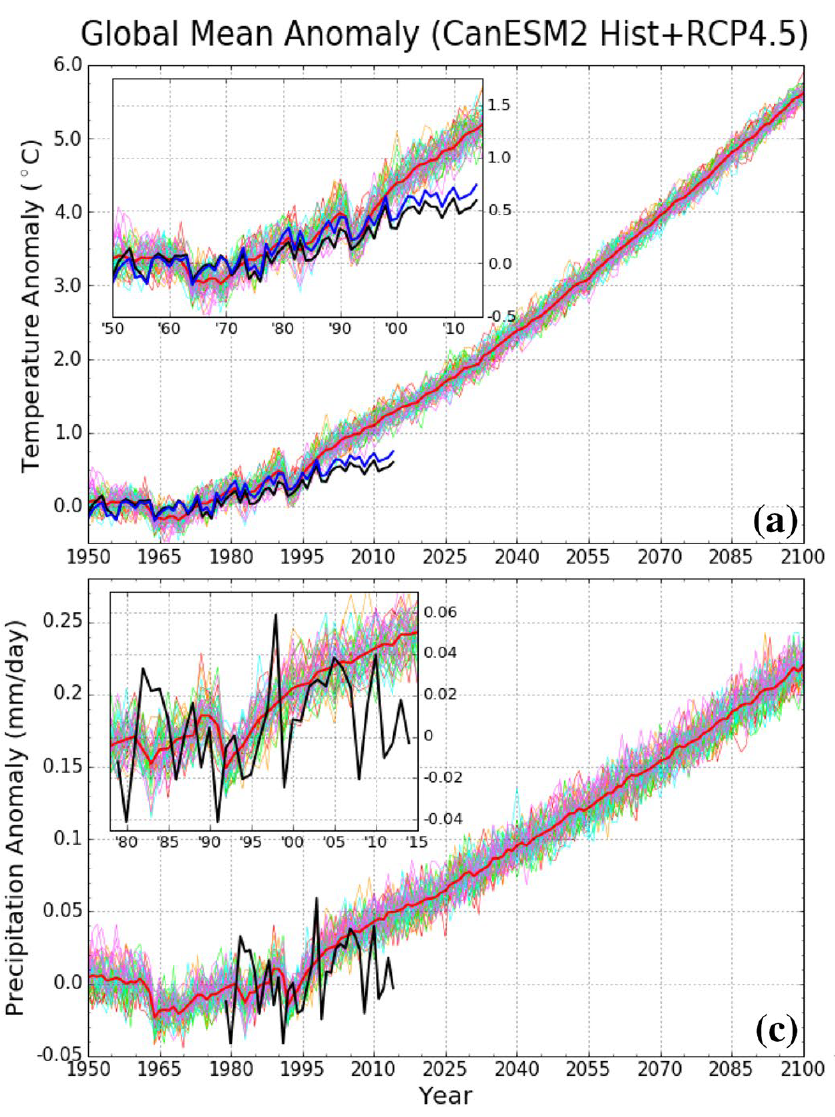 Global Mean Anomaly (CanESM2 Hist+RCP4.5)
Temperature Anomaly (°C)
6.0
5.0
4.0
3.0
2.0
1.0
0.0
1.5
1.0
0.5
0.0
-0.5
'50 '60 '70 '80 '90 '00 '10
(a)
1950 1965 1980 1995 2010 2025 2040 2055 2070 2085 2100
Precipitation Anomaly (mm/day)
0.25
0.2
0.15
0.1
0.05
0.0
-0.05
0.06
0.04
0.02
0
-0.02
-0.04
'80 '85 '90 '95 '00 '05 '10 '15
(c)
1950 1965 1980 1995 2010 2025 2040 2055 2070 2085 2100
Year